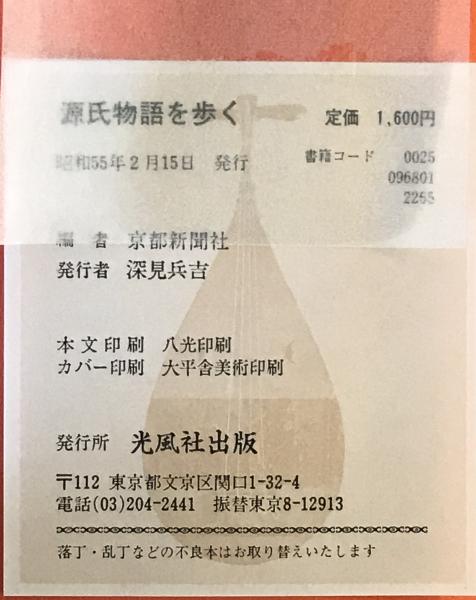 源氏物語を歩く
定価 1,600円
昭和55年2月15日 発行
書籍コード 0025
096801
2255
編者 京都新聞社
発行者 深見兵吉
本文印刷 八光印刷
カバー印刷 大平舎美術印刷
発行所 光風社出版
〒112 東京都文京区関口1-32-4
電話(03)204-2441 振替東京8-12913
落丁・乱丁などの不良本はお取り替えいたします